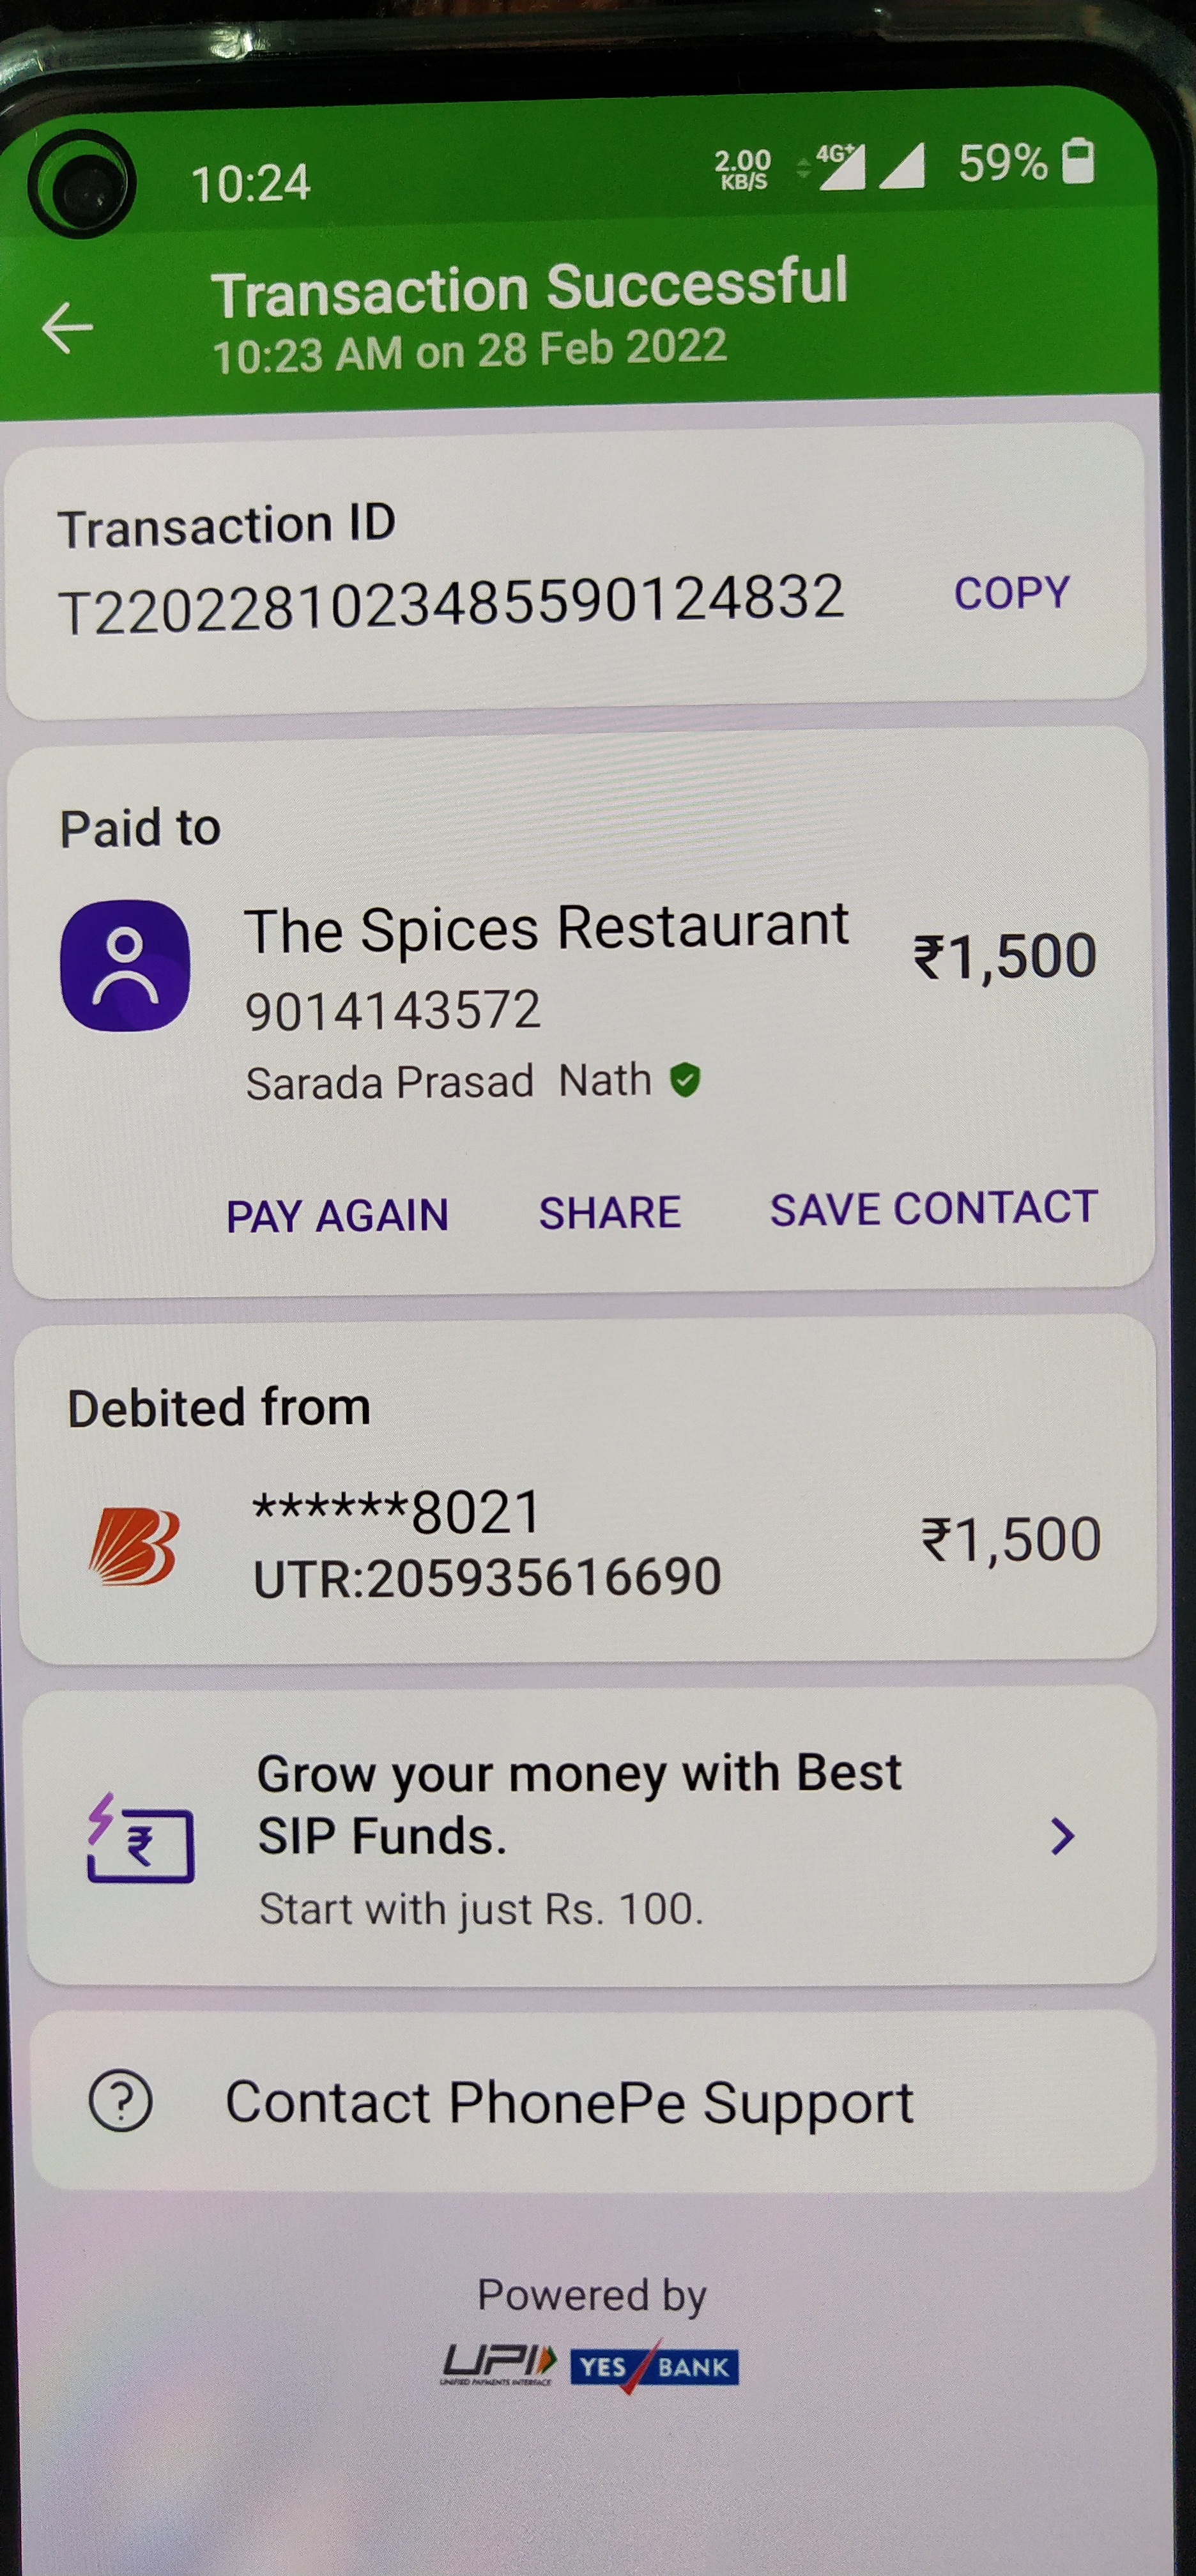 10:24
2.00 KB/S 4G+ 59%
Transaction Successful
10:23 AM on 28 Feb 2022
Transaction ID
T2202281023485590124832 COPY
Paid to
The Spices Restaurant ₹1,500
9014143572
Sarada Prasad Nath
PAY AGAIN SHARE SAVE CONTACT
Debited from
******8021
UTR:205935616690 ₹1,500
Grow your money with Best
SIP Funds.
Start with just Rs. 100.
Contact PhonePe Support
Powered by
UPI YES BANK
UNIFIED PAYMENTS INTERFACE